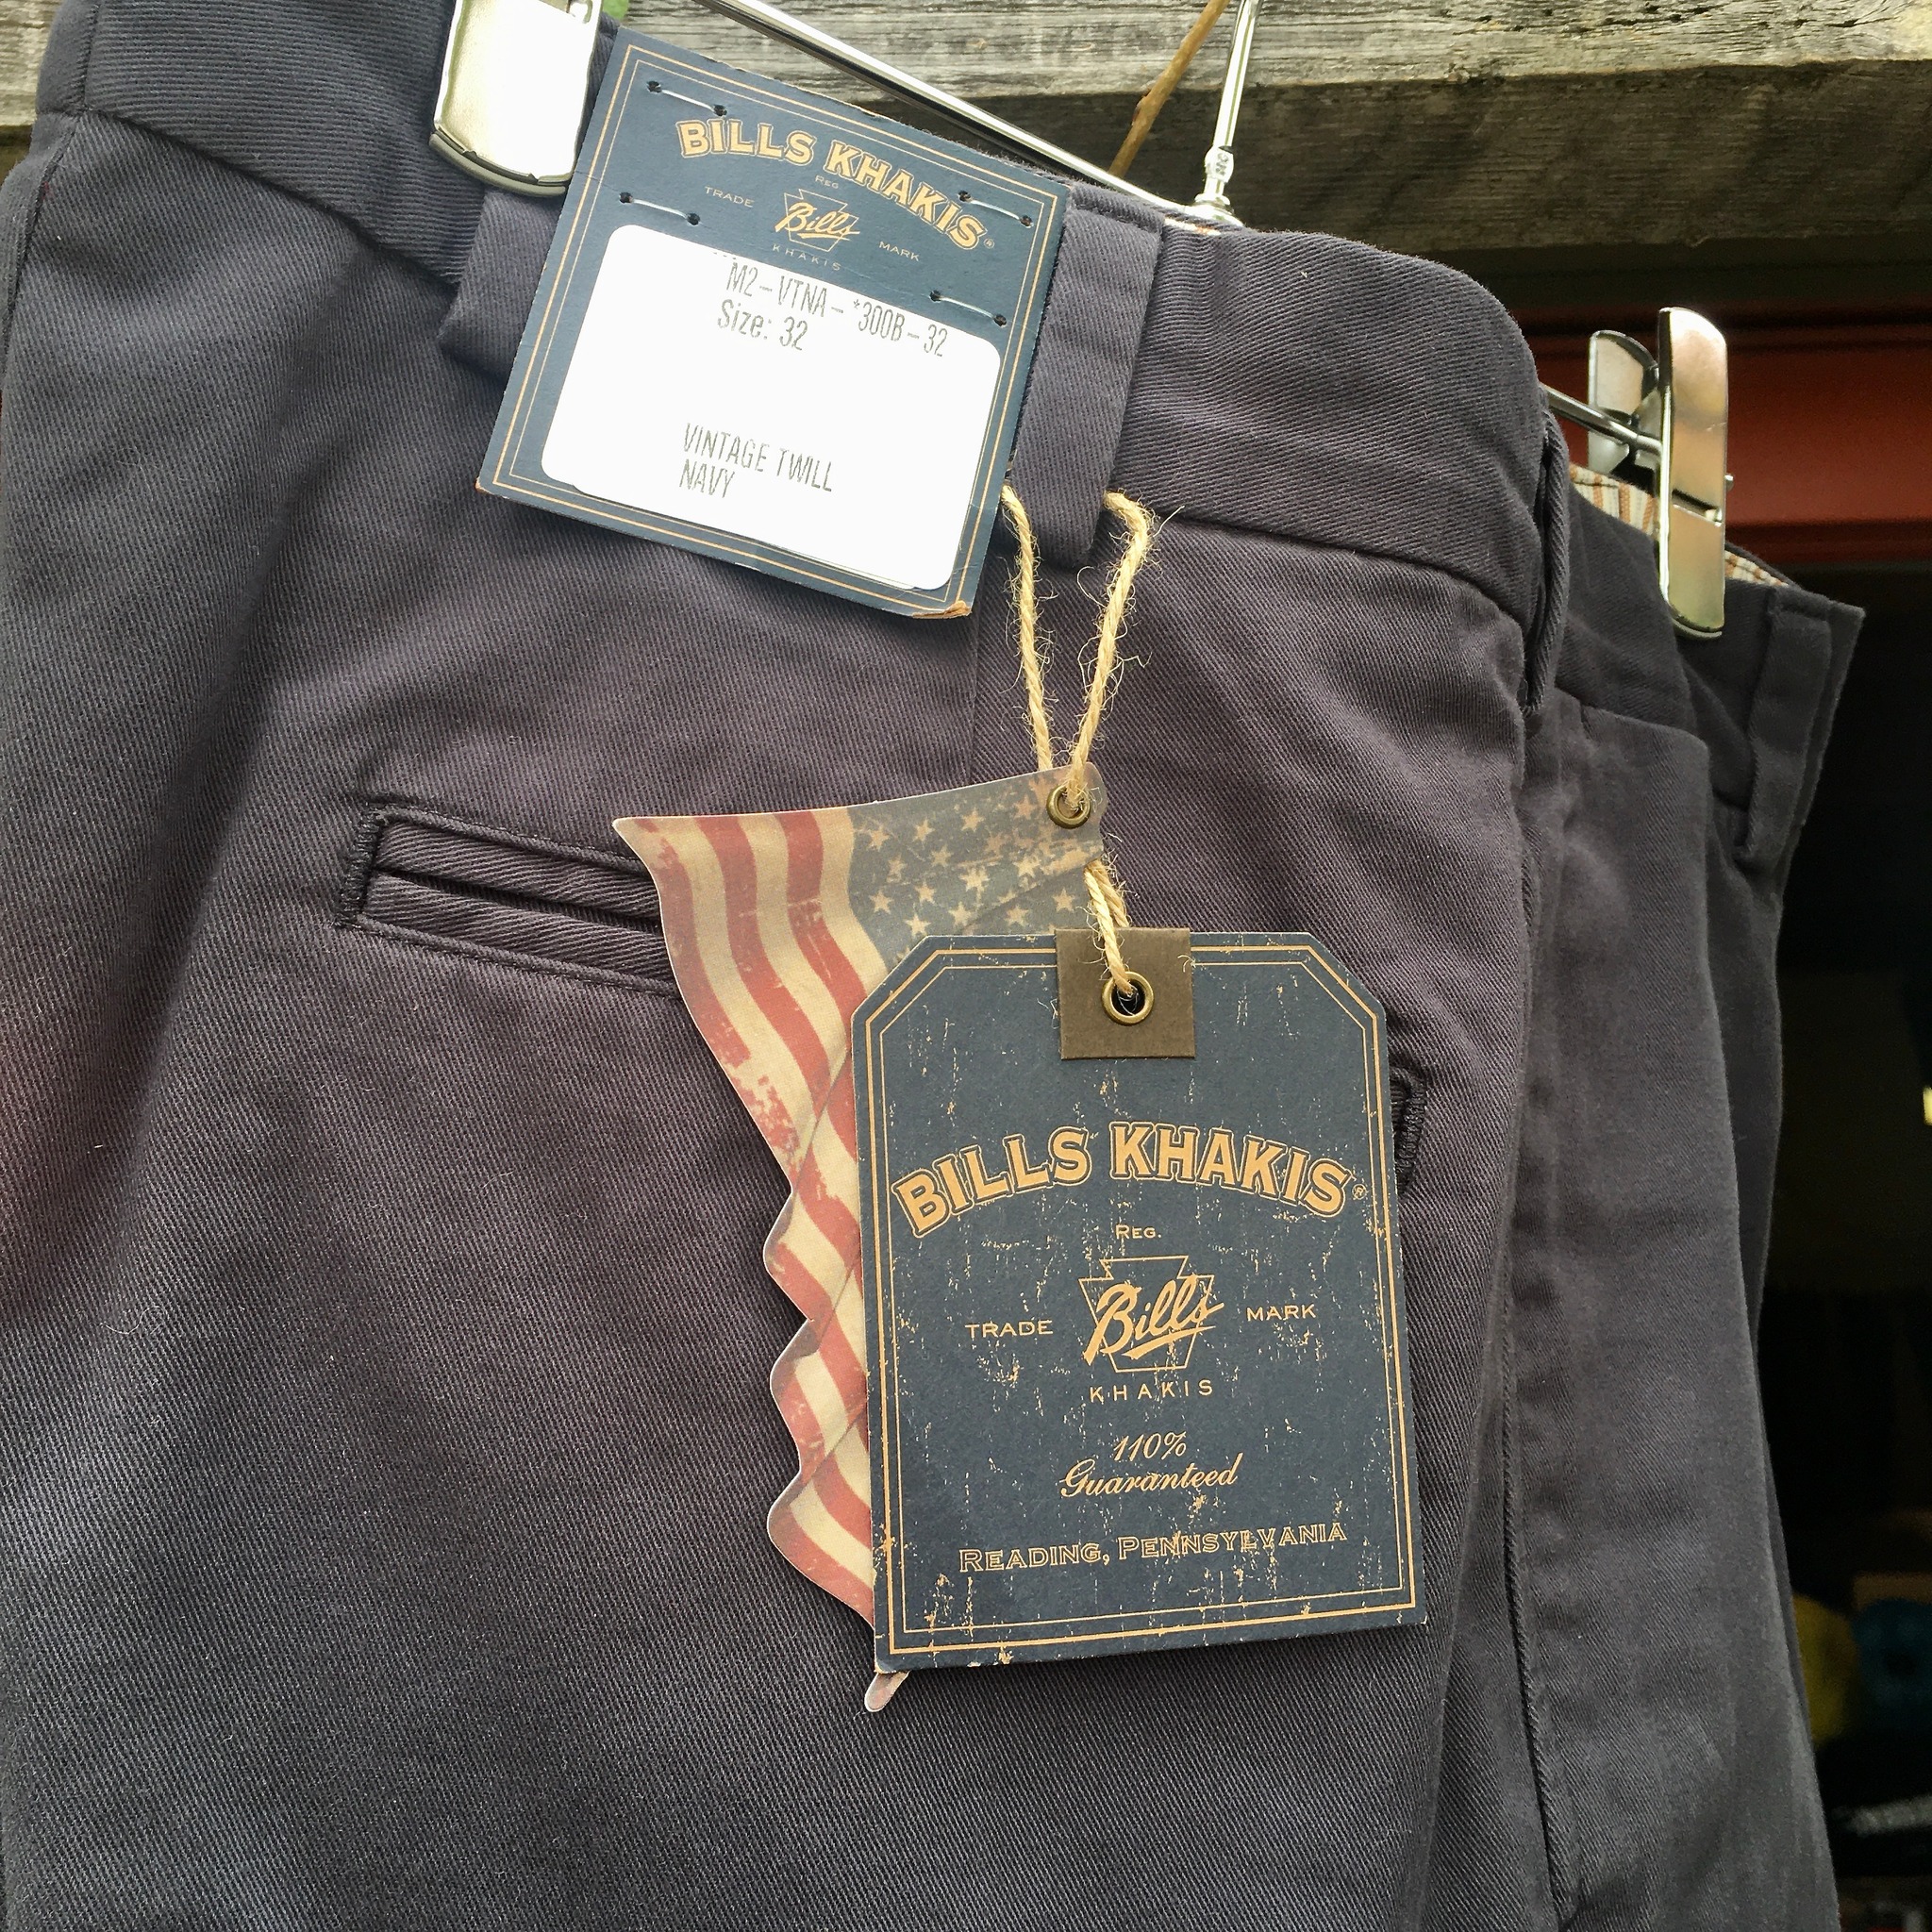 BILLS KHAKIS®
REG
TRADE Bills MARK
KHAKIS
M2-VTNA-*300B-32
Size: 32
VINTAGE TWILL
NAVY
BILLS KHAKIS®
REG.
TRADE Bills MARK
KHAKIS
110%
Guaranteed
READING, PENNSYLVANIA